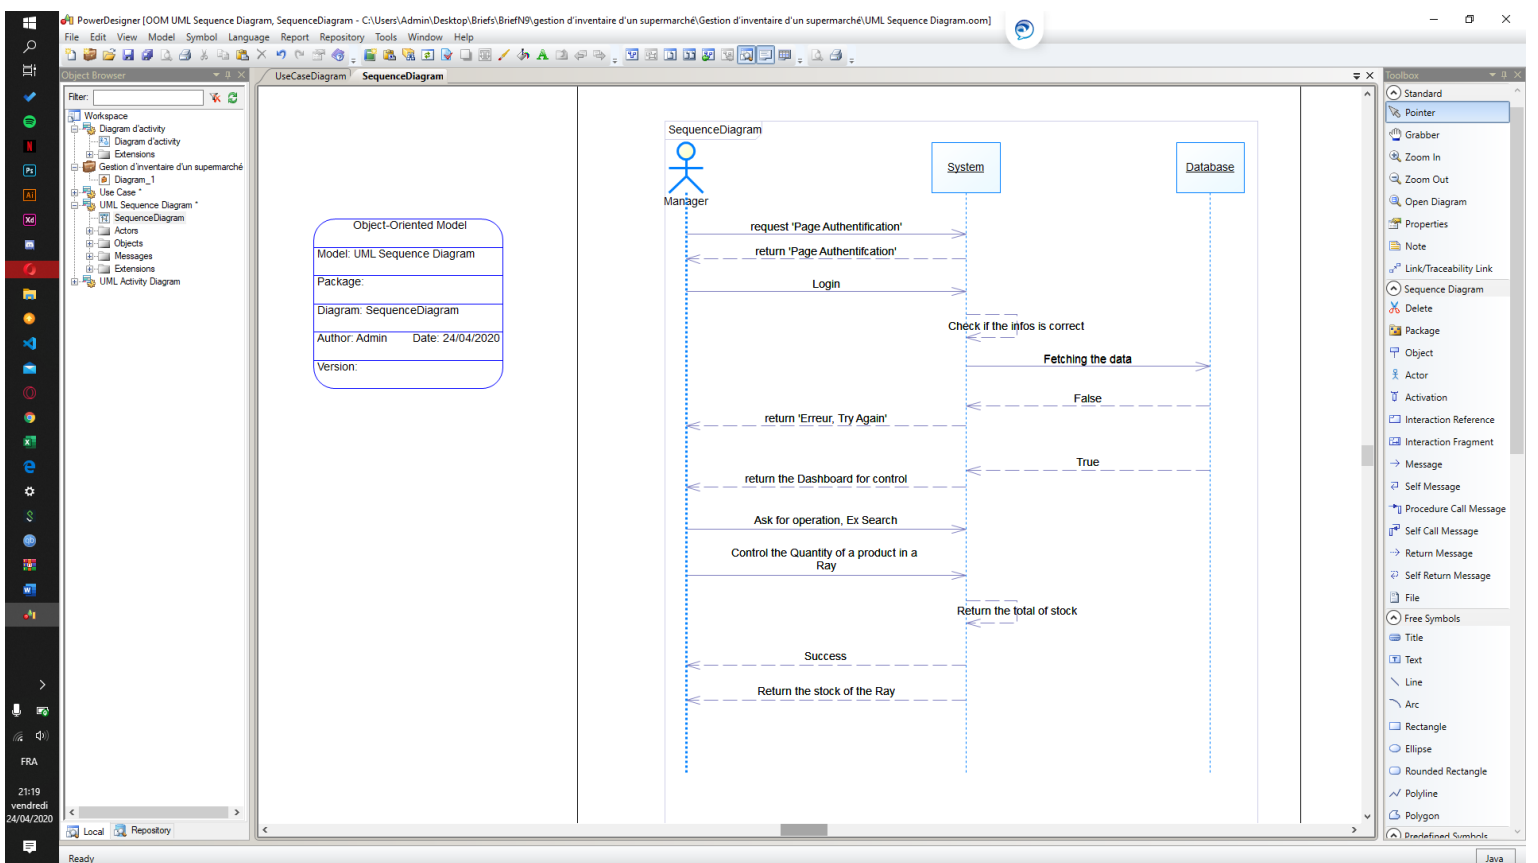 PowerDesigner [OOM UML Sequence Diagram, SequenceDiagram - C:\Users\Admin\Desktop\Briefs\BriefN9\gestion d'inventaire d'un supermarché\Gestion d'inventaire d'un supermarché\UML Sequence Diagram.oom]
File Edit View Model Symbol Language Report Repository Tools Window Help
Object Browser
Filter:
Workspace
Diagram d'activity
Diagram d'activity
Extensions
Gestion d'inventaire d'un supermarché
Diagram_1
Use Case *
UML Sequence Diagram *
SequenceDiagram
Actors
Objects
Messages
Extensions
UML Activity Diagram
Local Repository
Ready
UseCaseDiagram SequenceDiagram
Object-Oriented Model
Model: UML Sequence Diagram
Package:
Diagram: SequenceDiagram
Author: Admin Date: 24/04/2020
Version:
SequenceDiagram
Manager
System
Database
request 'Page Authentification'
return 'Page Authentifcation'
Login
Check if the infos is correct
Fetching the data
False
return 'Erreur, Try Again'
True
return the Dashboard for control
Ask for operation, Ex Search
Control the Quantity of a product in a
Ray
Return the total of stock
Success
Return the stock of the Ray
Toolbox
Standard
Pointer
Grabber
Zoom In
Zoom Out
Open Diagram
Properties
Note
Link/Traceability Link
Sequence Diagram
Delete
Package
Object
Actor
Activation
Interaction Reference
Interaction Fragment
Message
Self Message
Procedure Call Message
Self Call Message
Return Message
Self Return Message
File
Free Symbols
Title
Text
Line
Arc
Rectangle
Ellipse
Rounded Rectangle
Polyline
Polygon
Predefined Symbols
Java
Ps
Ai
Xd
FRA
21:19
vendredi
24/04/2020